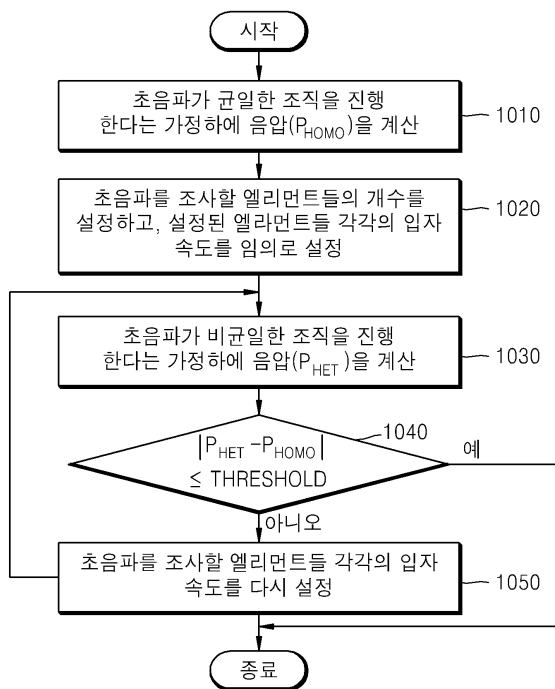 시작
초음파가 균일한 조직을 진행
한다는 가정하에 음압(P_HOMO)을 계산
1010
초음파를 조사할 엘리먼트들의 개수를
설정하고, 설정된 엘라먼트들 각각의 입자
속도를 임의로 설정
1020
초음파가 비균일한 조직을 진행
한다는 가정하에 음압(P_HET)을 계산
1030
|P_HET -P_HOMO|
≤ THRESHOLD
1040
예
아니오
초음파를 조사할 엘리먼트들 각각의 입자
속도를 다시 설정
1050
종료